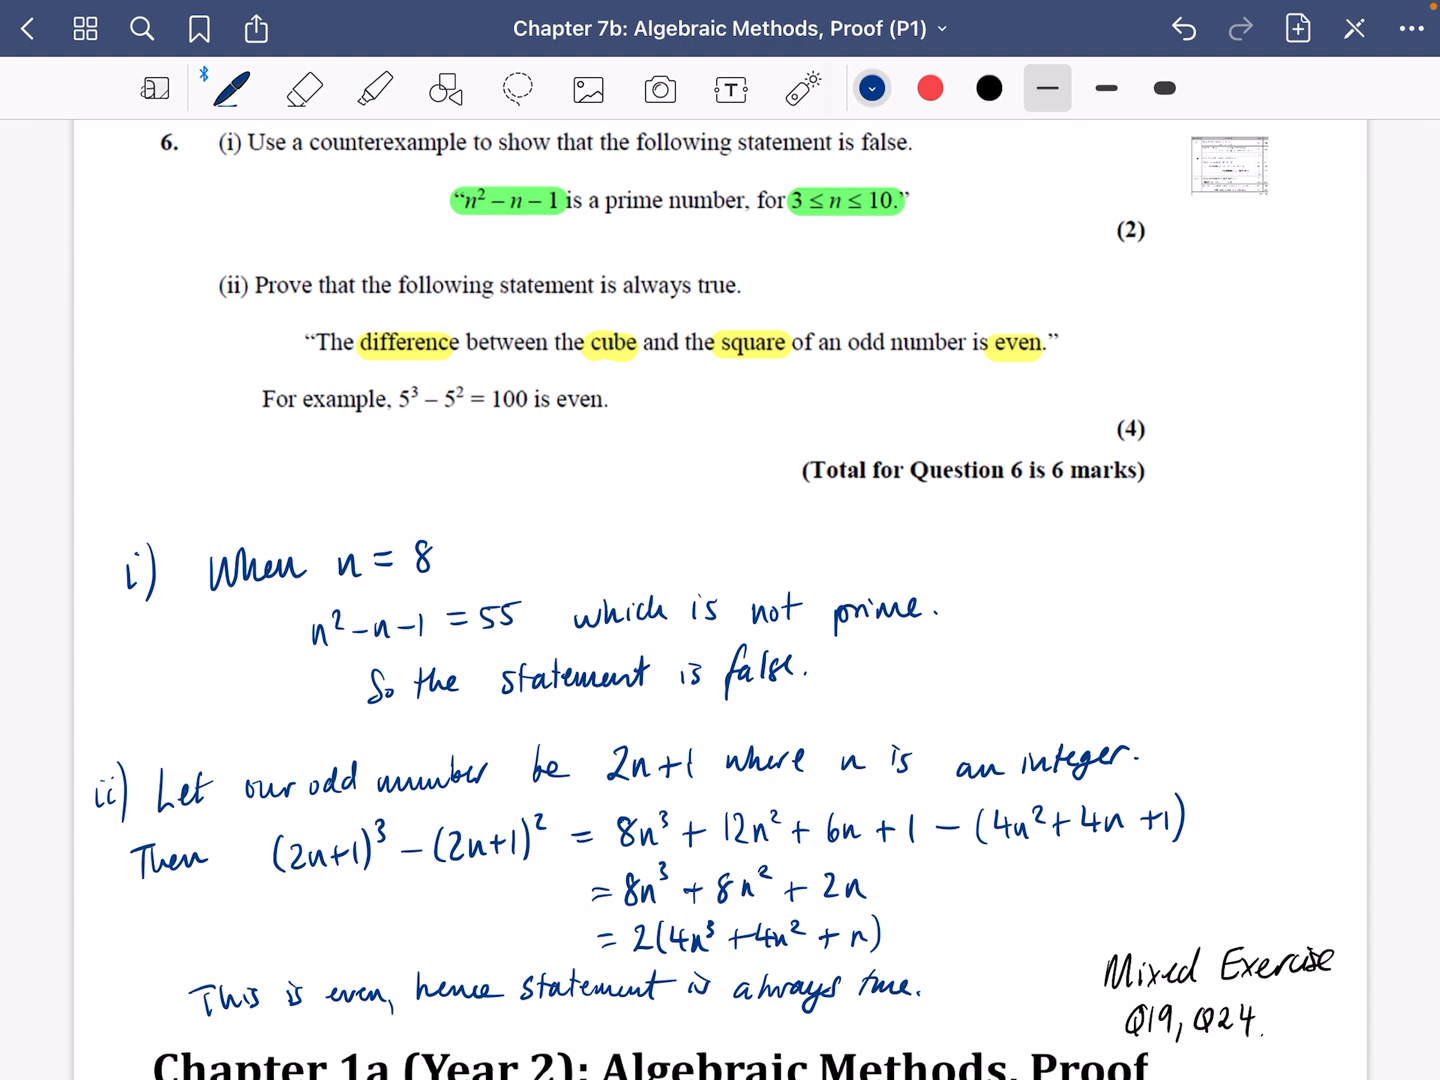 Chapter 7b: Algebraic Methods, Proof (P1)
6. (i) Use a counterexample to show that the following statement is false.
“n² – n – 1 is a prime number, for 3 ≤ n ≤ 10.”
(2)
(ii) Prove that the following statement is always true.
“The difference between the cube and the square of an odd number is even.”
For example, 5³ – 5² = 100 is even.
(4)
(Total for Question 6 is 6 marks)
i) When n = 8
n² – n – 1 = 55 which is not prime.
So the statement is false.
ii) Let our odd number be 2n+1 where n is an integer.
Then (2n+1)³ – (2n+1)² = 8n³ + 12n² + 6n + 1 – (4n² + 4n + 1)
= 8n³ + 8n² + 2n
= 2(4n³ + 4n² + n)
This is even, hence statement is always true.
Mixed Exercise
Q19, Q24.
Chapter 1a (Year 2): Algebraic Methods, Proof